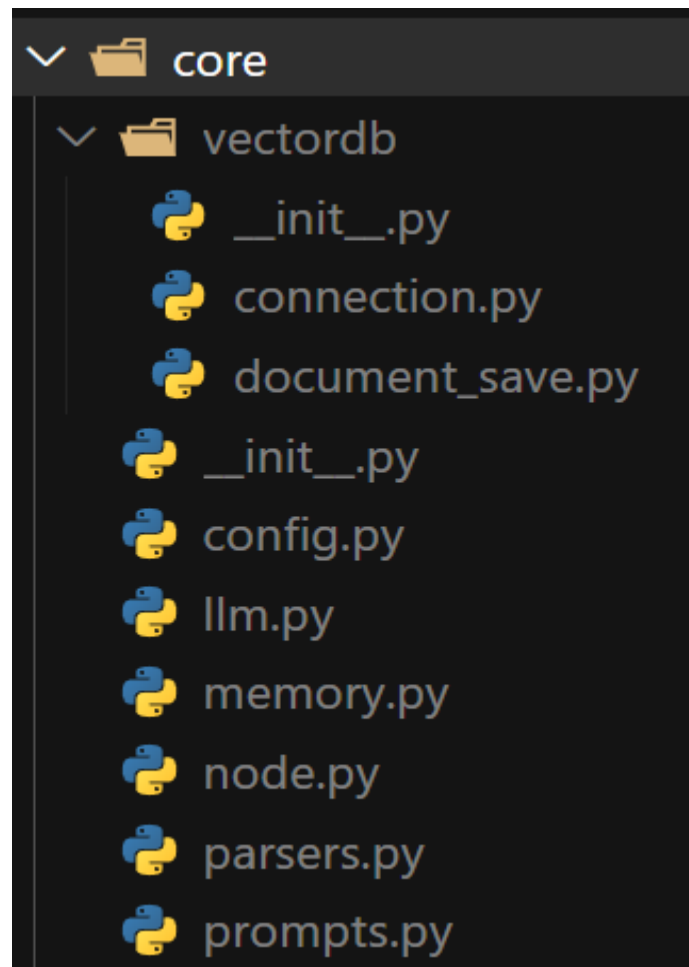 core
vectordb
__init__.py
connection.py
document_save.py
__init__.py
config.py
llm.py
memory.py
node.py
parsers.py
prompts.py